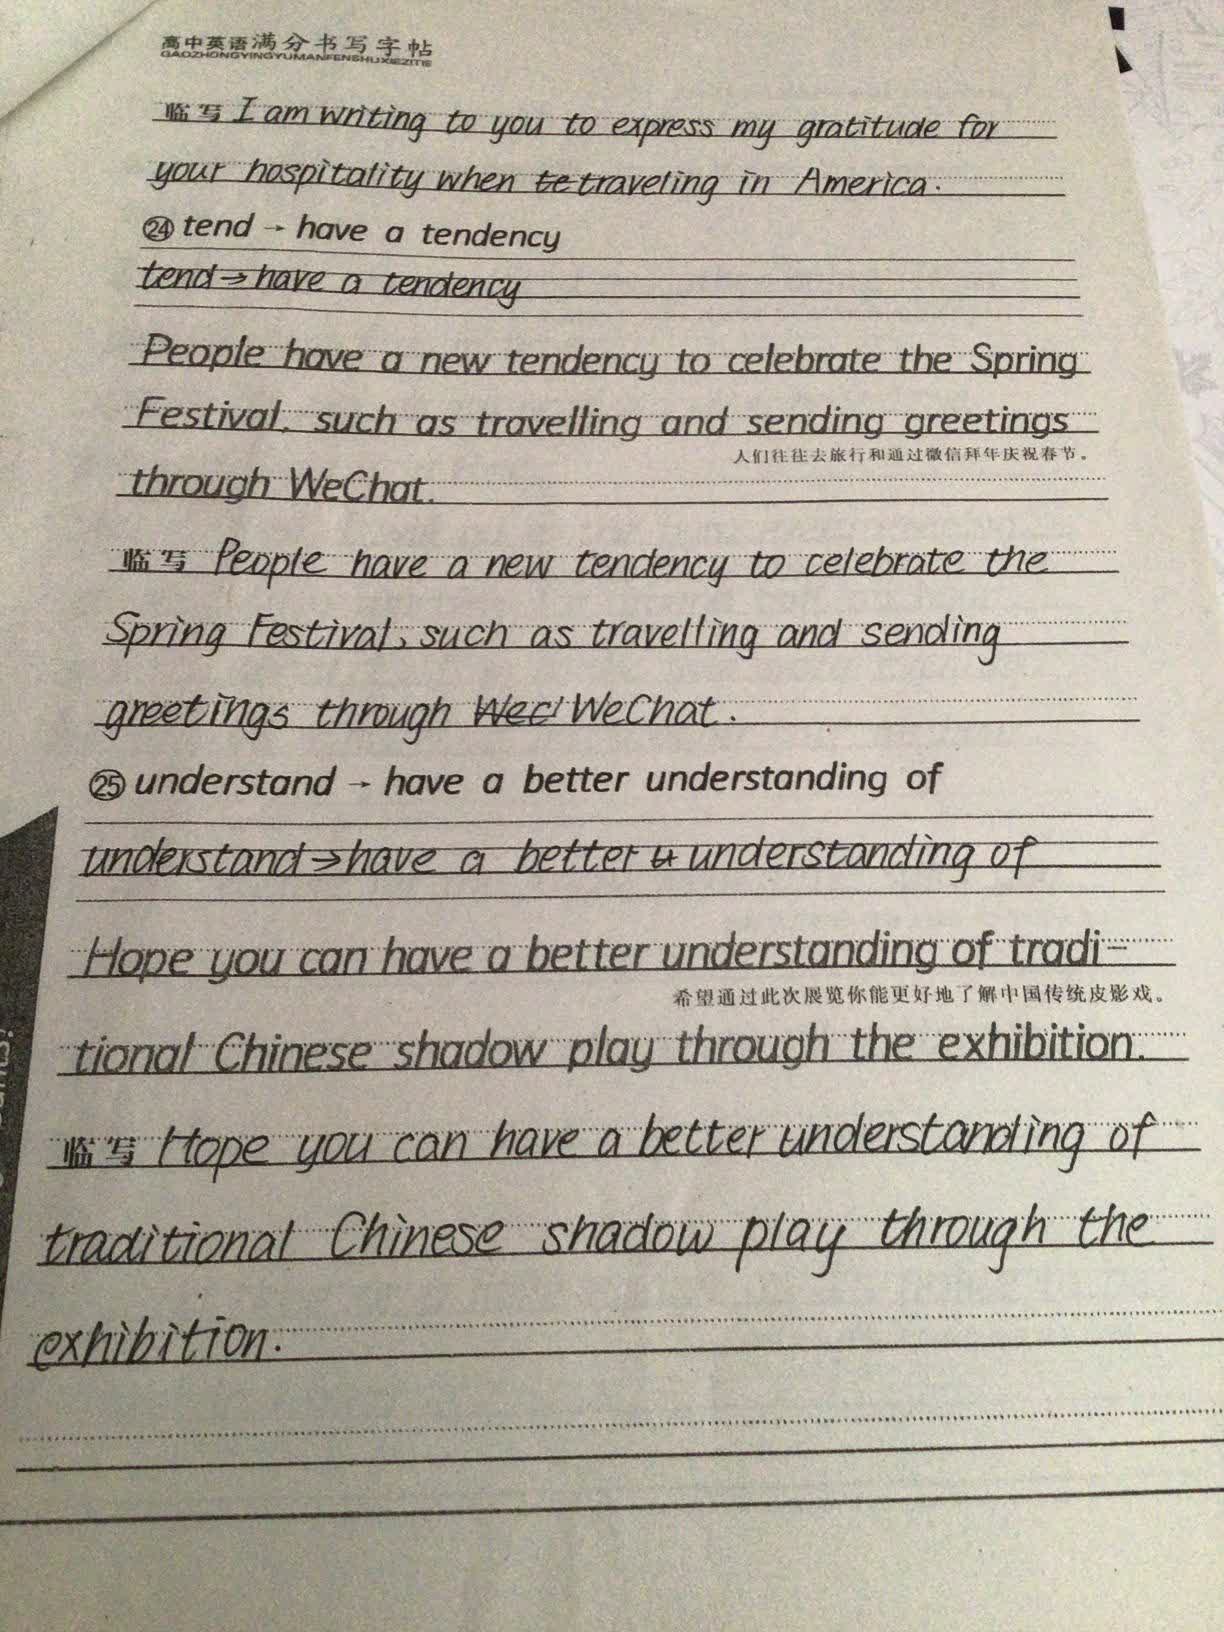 高中英语满分书写字帖
GAOZHONGYINGYUMANFENSHUXIEZITIE
临写 I am writing to you to express my gratitude for
your hospitality when te traveling in America.
㉔ tend → have a tendency
tend → have a tendency
People have a new tendency to celebrate the Spring
Festival, such as travelling and sending greetings
人们往往去旅行和通过微信拜年庆祝春节。
through WeChat.
临写 People have a new tendency to celebrate the
Spring Festival, such as travelling and sending
greetings through Wec WeChat.
㉕ understand → have a better understanding of
understand → have a better u understanding of
Hope you can have a better understanding of tradi-
希望通过此次展览你能更好地了解中国传统皮影戏。
tional Chinese shadow play through the exhibition.
临写 Hope you can have a better understanding of
traditional Chinese shadow play through the
exhibition.